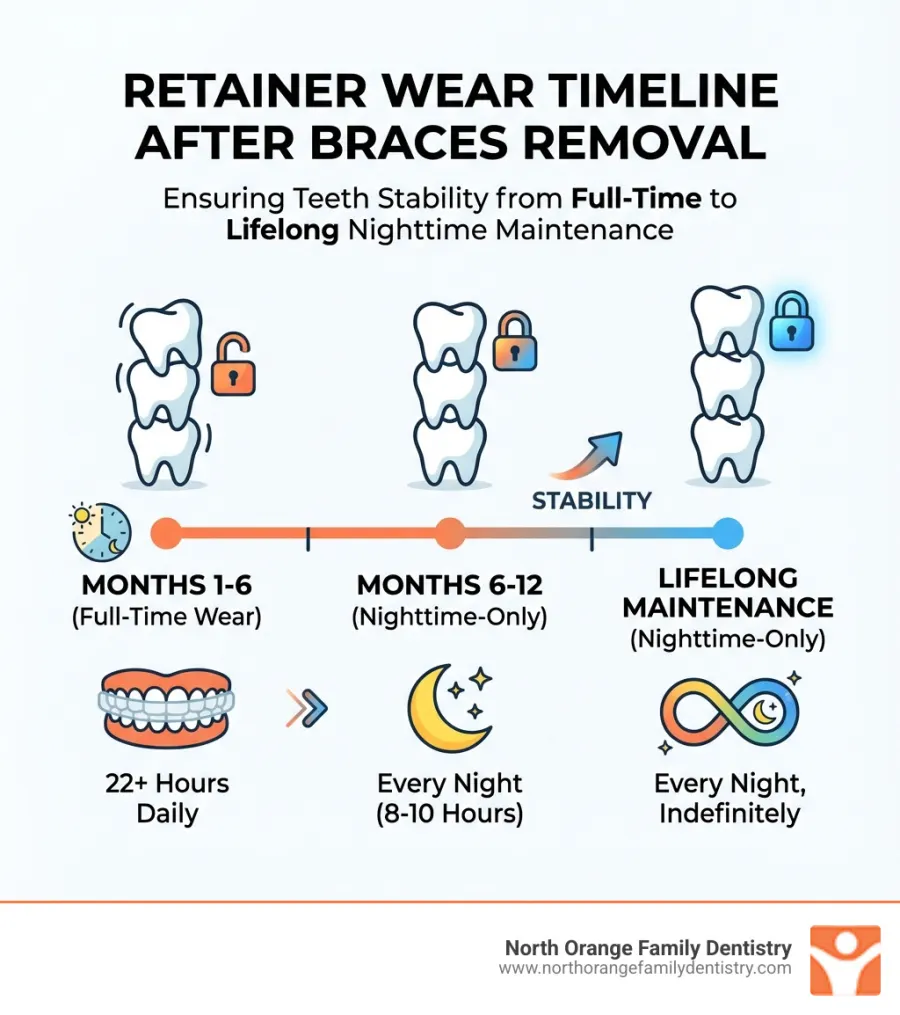 RETAINER WEAR TIMELINE
AFTER BRACES REMOVAL
Ensuring Teeth Stability from Full-Time to
Lifelong Nighttime Maintenance
STABILITY
MONTHS 1-6
(Full-Time Wear)
22+ Hours
Daily
MONTHS 6-12
(Nighttime-Only)
Every Night
(8-10 Hours)
LIFELONG
MAINTENANCE
(Nighttime-Only)
Every Night,
Indefinitely
North Orange Family Dentistry
www.northorangefamilydentistry.com